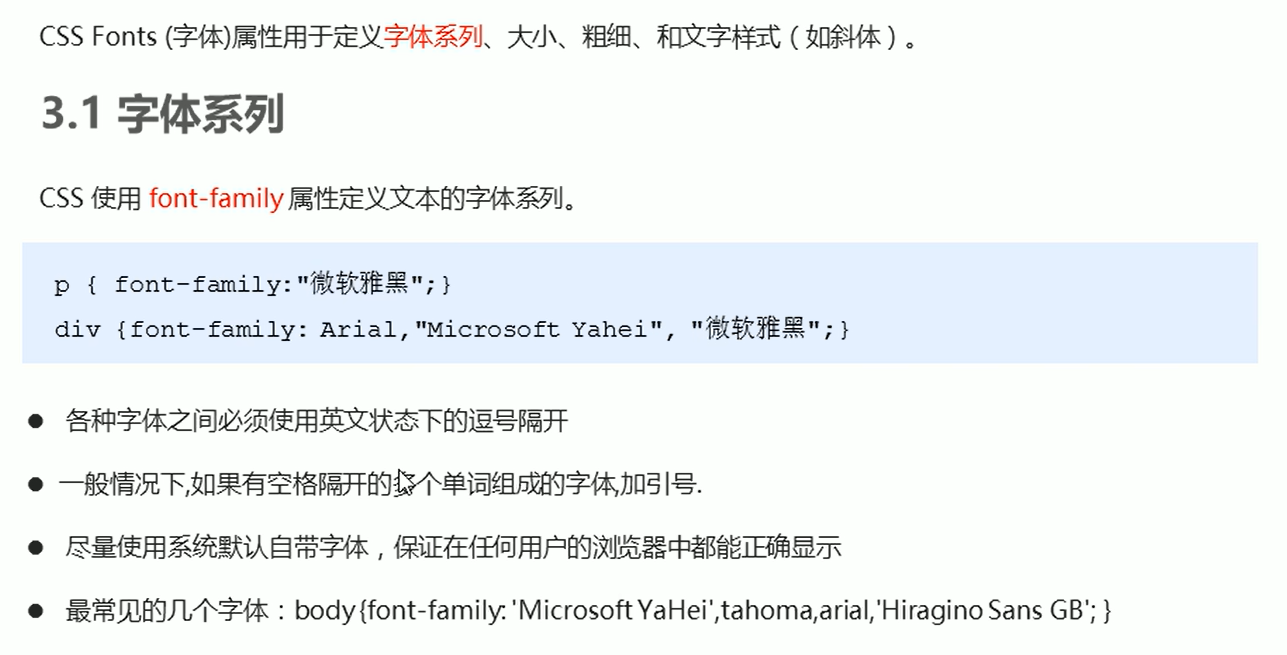 CSS Fonts (字体)属性用于定义字体系列、大小、粗细、和文字样式（如斜体）。
3.1 字体系列
CSS 使用 font-family 属性定义文本的字体系列。
p { font-family:"微软雅黑";}
div {font-family: Arial,"Microsoft Yahei", "微软雅黑";}
● 各种字体之间必须使用英文状态下的逗号隔开
● 一般情况下,如果有空格隔开的个单词组成的字体,加引号.
● 尽量使用系统默认自带字体，保证在任何用户的浏览器中都能正确显示
● 最常见的几个字体：body{font-family: 'Microsoft YaHei',tahoma,arial,'Hiragino Sans GB'; }